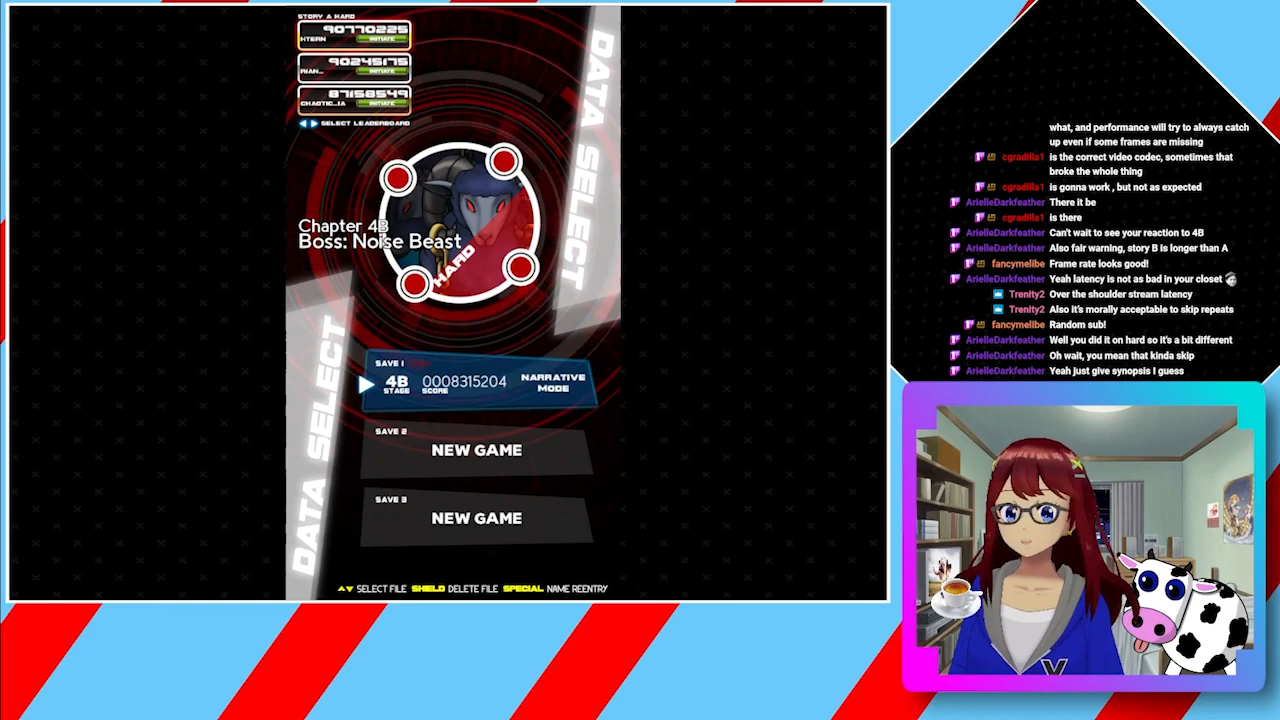 STORY A HARD
90770225
HTERN INITIATE
90245175
RIAN_ INITIATE
87158549
CHAOTIC_IA INITIATE
SELECT LEADERBOARD
DATA SELECT
Chapter 4B
Boss: Noise Beast
HARD
DATA SELECT
SAVE 1
4B
STAGE
0008315204
SCORE
NARRATIVE
MODE
SAVE 2
NEW GAME
SAVE 3
NEW GAME
SELECT FILE SHIELD DELETE FILE SPECIAL NAME REENTRY
what, and performance will try to always catch
up even if some frames are missing
cgradilla1 is the correct video codec, sometimes that
broke the whole thing
cgradilla1 is gonna work , but not as expected
ArielleDarkfeather There it be
cgradilla1 is there
ArielleDarkfeather Can't wait to see your reaction to 4B
ArielleDarkfeather Also fair warning, story B is longer than A
fancymelibe Frame rate looks good!
ArielleDarkfeather Yeah latency is not as bad in your closet
Trenity2 Over the shoulder stream latency
Trenity2 Also it's morally acceptable to skip repeats
fancymelibe Random sub!
ArielleDarkfeather Well you did it on hard so it's a bit different
ArielleDarkfeather Oh wait, you mean that kinda skip
ArielleDarkfeather Yeah just give synopsis I guess
V